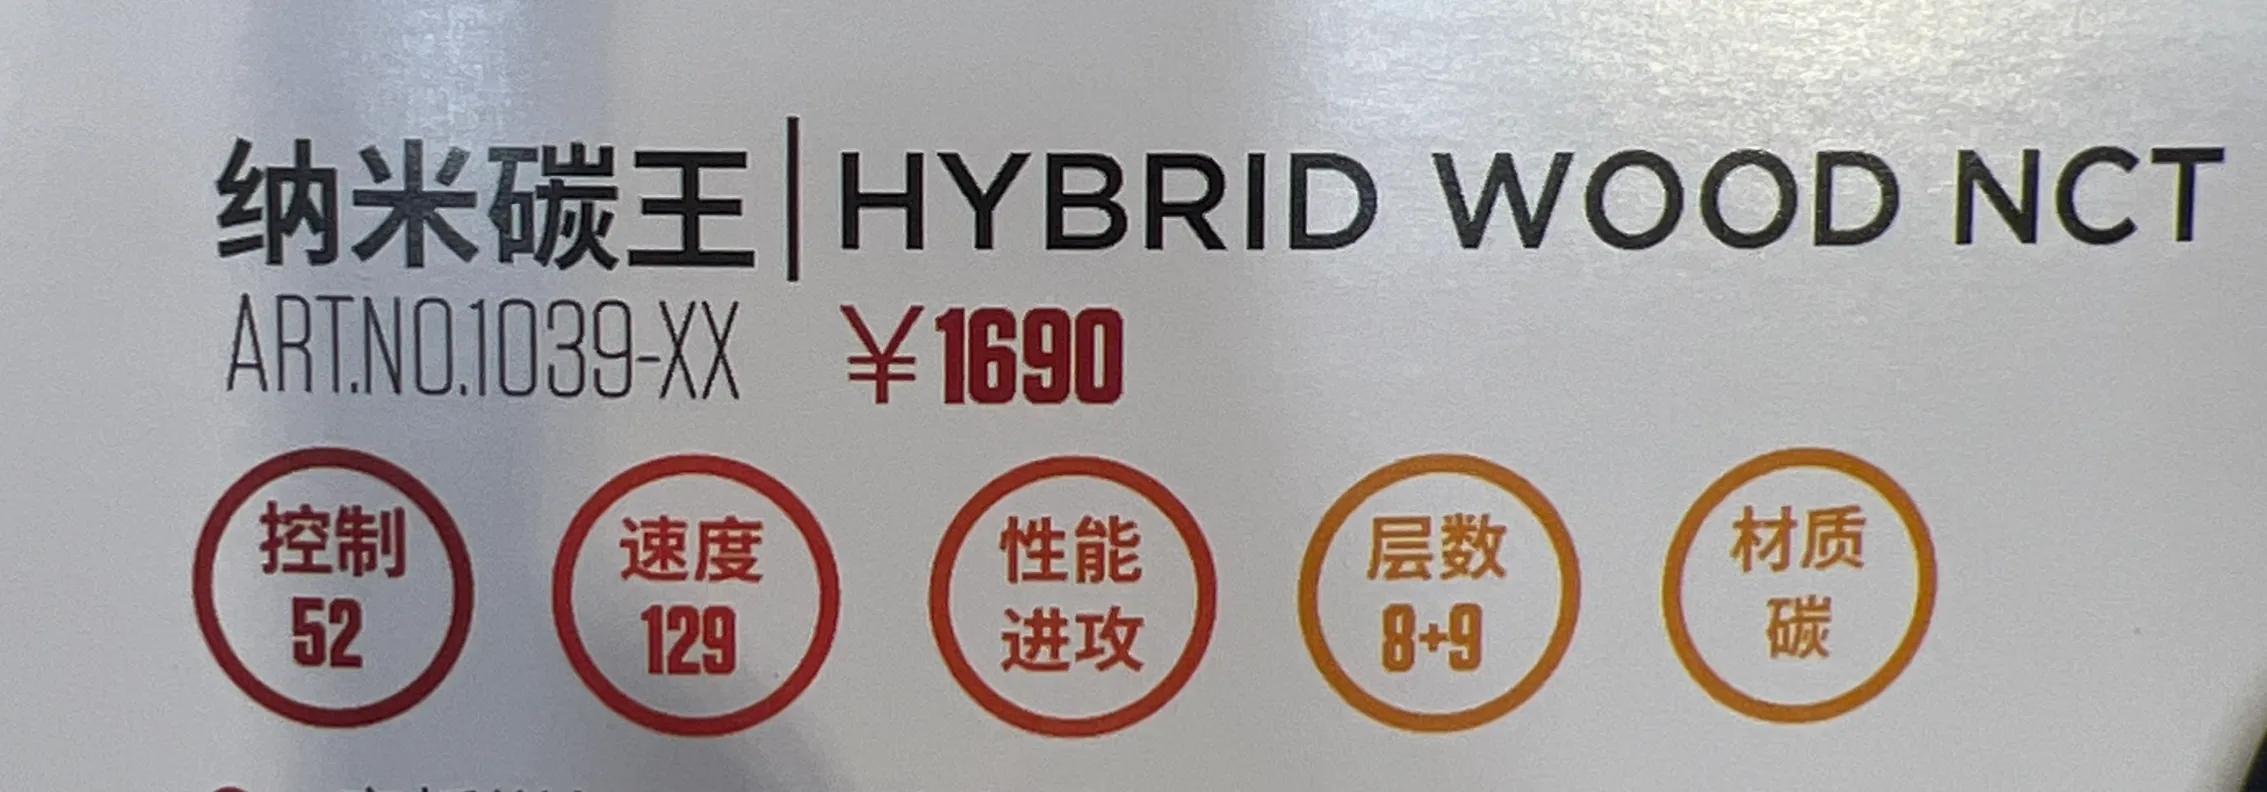 纳米碳王|HYBRID WOOD NCT
ART.NO.1039-XX ¥1690
控制 速度 性能 层数 材质
52 129 进攻 8+9 碳